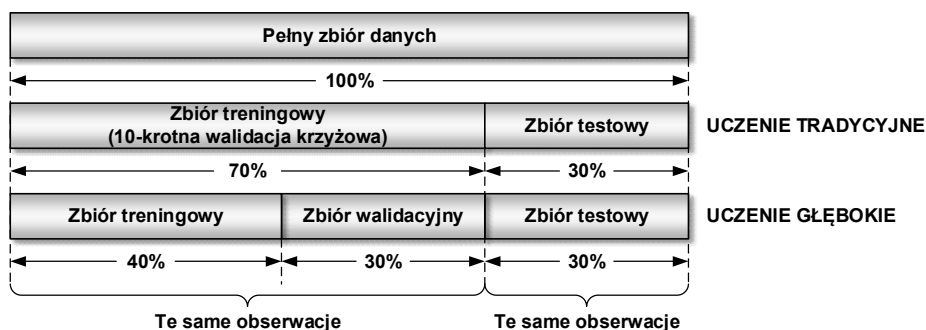 Pełny zbiór danych
100%
Zbiór treningowy
(10-krotna walidacja krzyżowa)
Zbiór testowy
UCZENIE TRADYCYJNE
70%
30%
Zbiór treningowy
Zbiór walidacyjny
Zbiór testowy
UCZENIE GŁĘBOKIE
40%
30%
30%
Te same obserwacje
Te same obserwacje